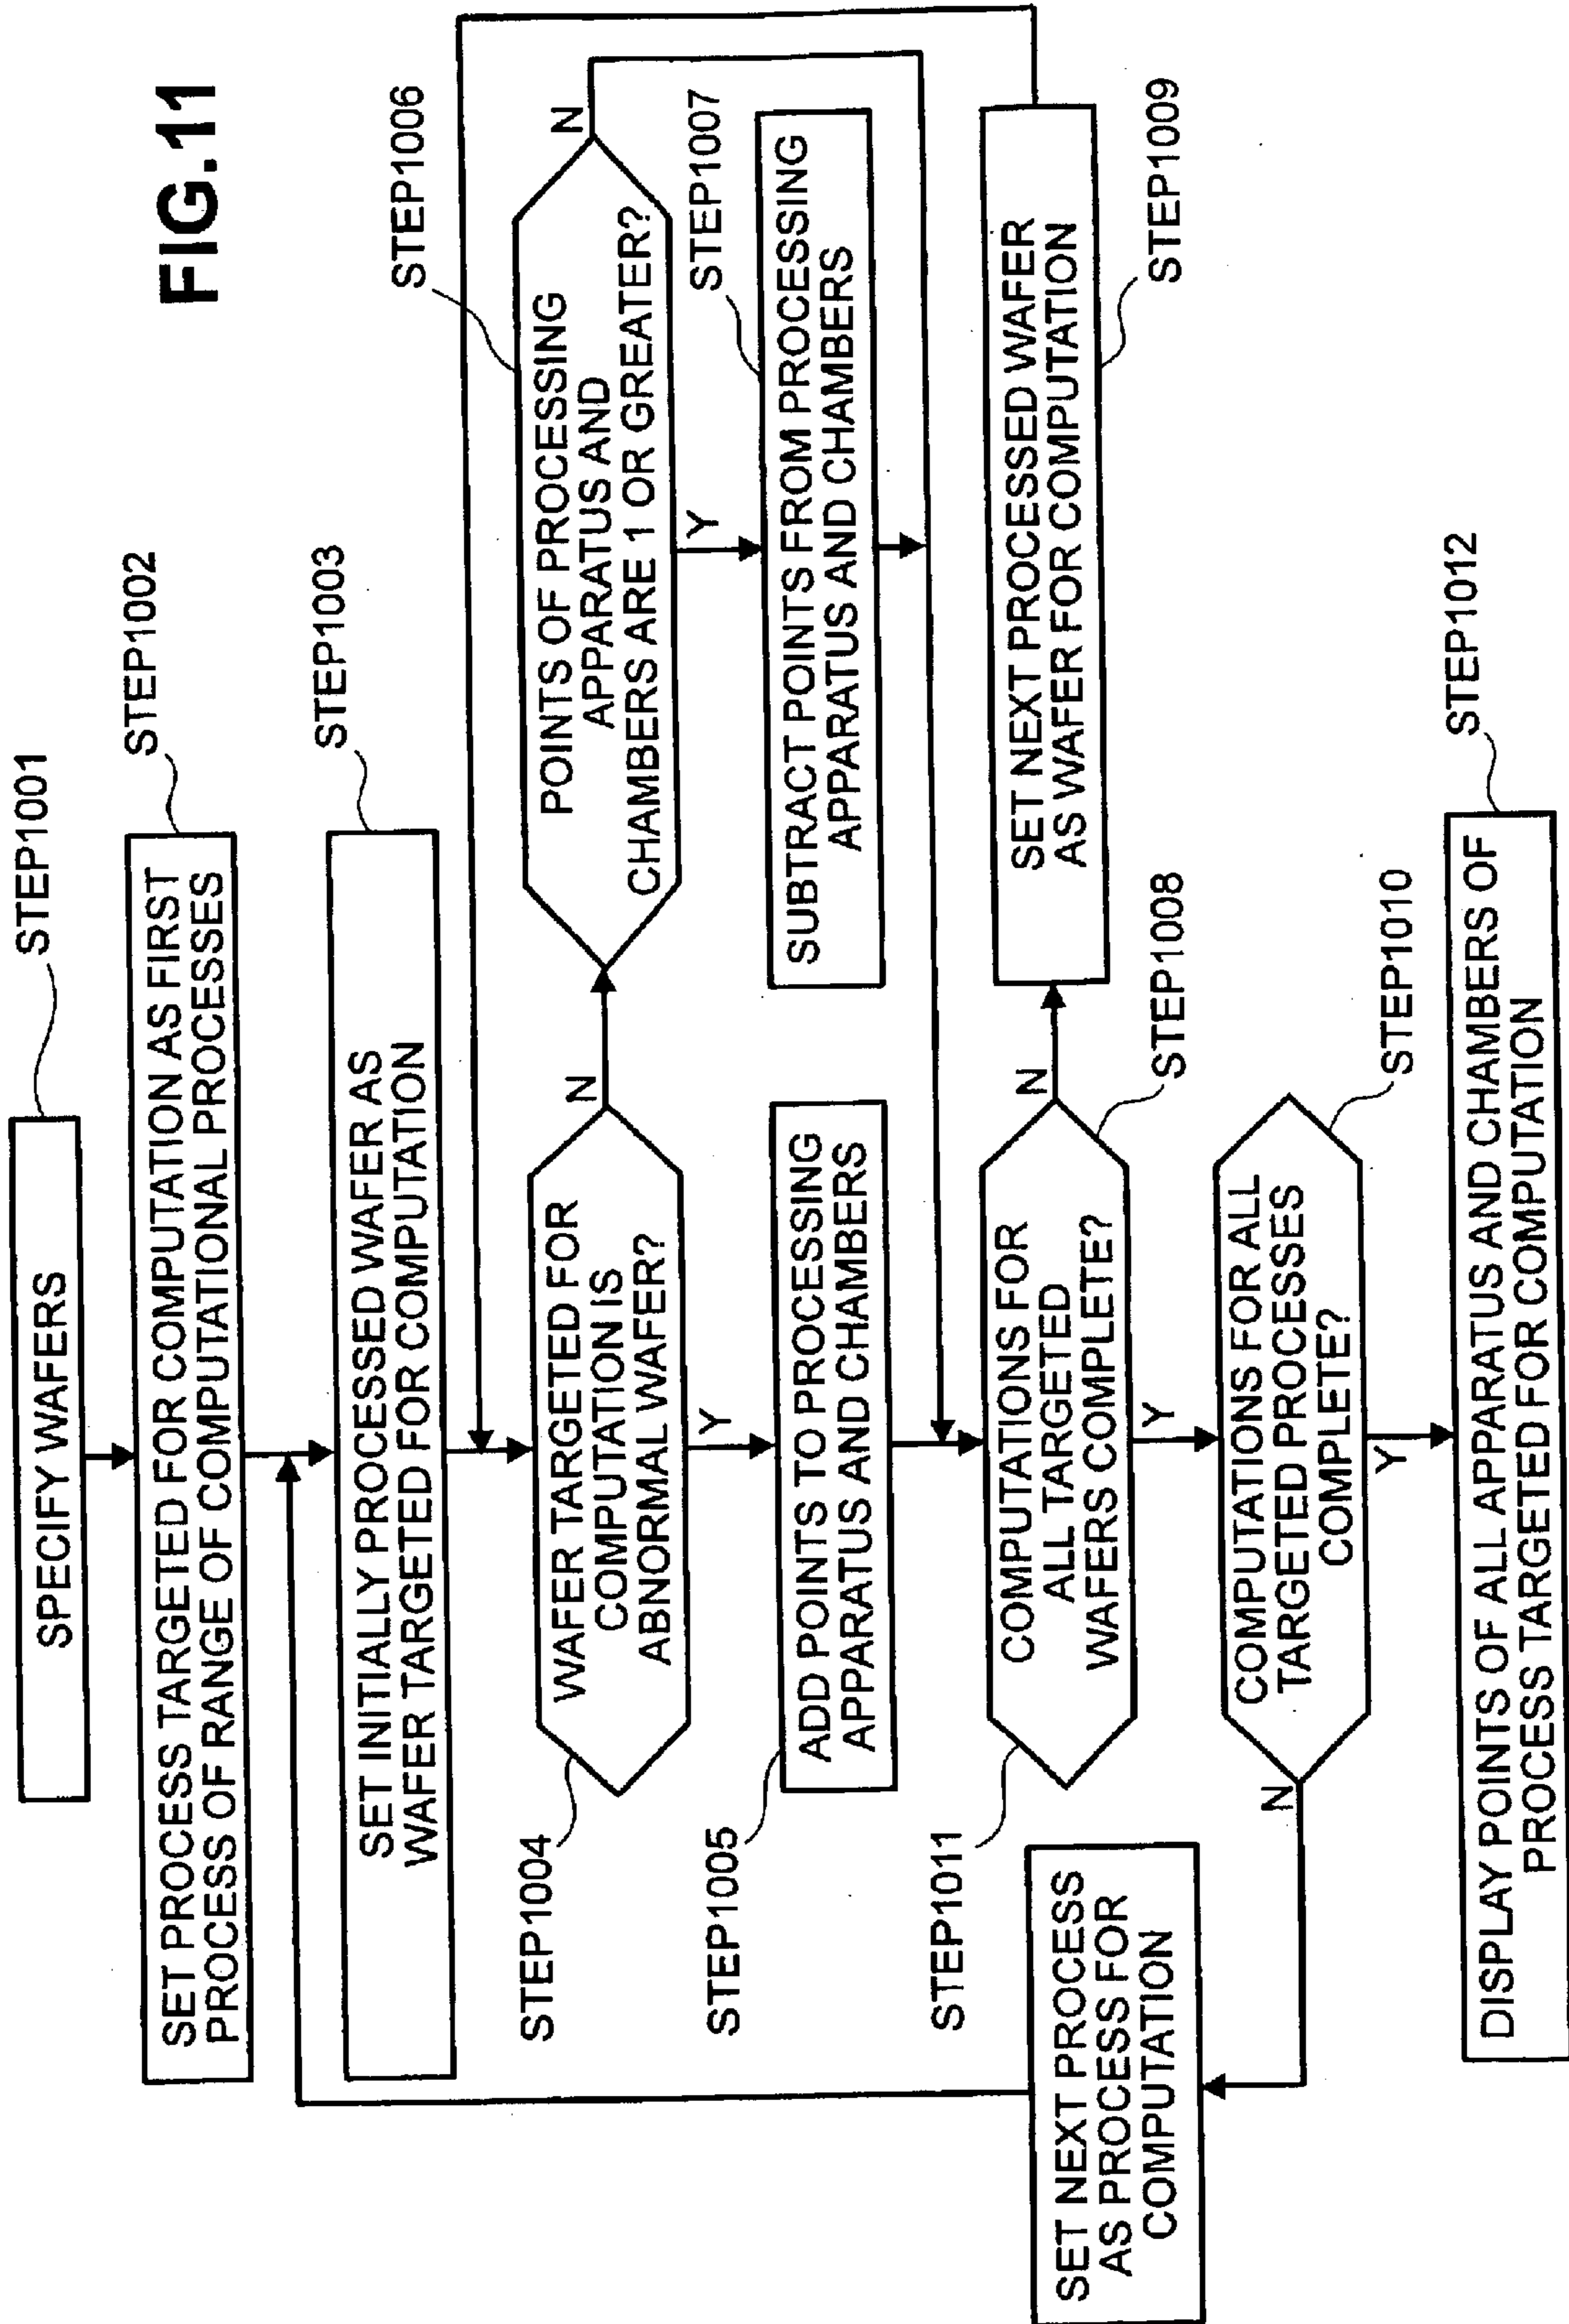 FIG.11
STEP1001
SPECIFY WAFERS
STEP1002
SET PROCESS TARGETED FOR COMPUTATION AS FIRST
PROCESS OF RANGE OF COMPUTATIONAL PROCESSES
STEP1003
SET INITIALLY PROCESSED WAFER AS
WAFER TARGETED FOR COMPUTATION
STEP1004
WAFER TARGETED FOR
COMPUTATION IS
ABNORMAL WAFER?
N
Y
STEP1006
POINTS OF PROCESSING
APPARATUS AND
CHAMBERS ARE 1 OR GREATER?
N
Y
STEP1005
ADD POINTS TO PROCESSING
APPARATUS AND CHAMBERS
STEP1007
SUBTRACT POINTS FROM PROCESSING
APPARATUS AND CHAMBERS
STEP1011
COMPUTATIONS FOR
ALL TARGETED
WAFERS COMPLETE?
N
Y
STEP1008
SET NEXT PROCESSED WAFER
AS WAFER FOR COMPUTATION
STEP1009
SET NEXT PROCESS
AS PROCESS FOR
COMPUTATION
COMPUTATIONS FOR ALL
TARGETED PROCESSES
COMPLETE?
N
Y
STEP1010
STEP1012
DISPLAY POINTS OF ALL APPARATUS AND CHAMBERS OF
PROCESS TARGETED FOR COMPUTATION